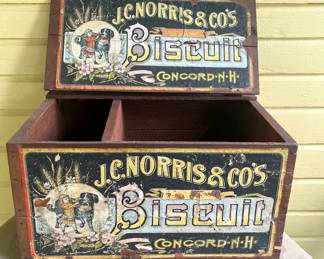 J.C. NORRIS & CO'S
Biscuit
CONCORD · N · H ·
J.C. NORRIS & CO'S
Biscuit
CONCORD · N · H ·